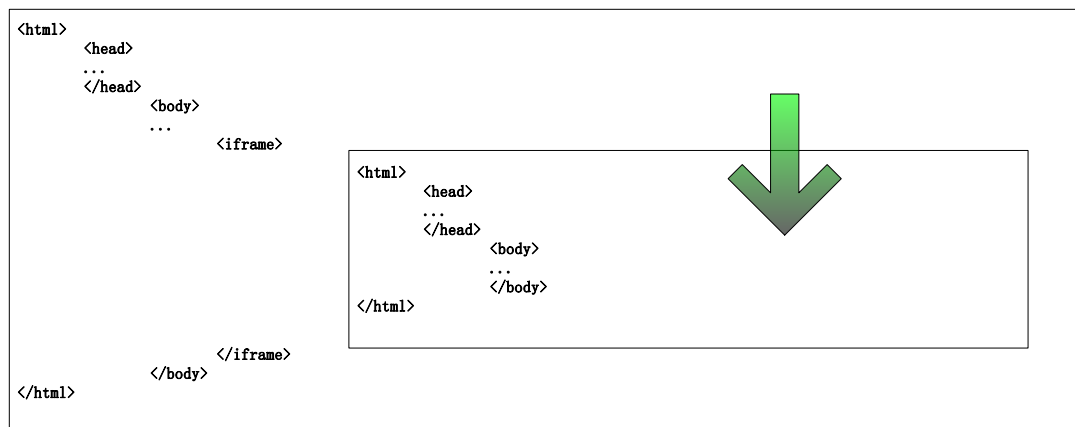 <html>
<head>
...
</head>
<body>
...
<iframe>
<html>
<head>
...
</head>
<body>
...
</body>
</html>
</iframe>
</body>
</html>